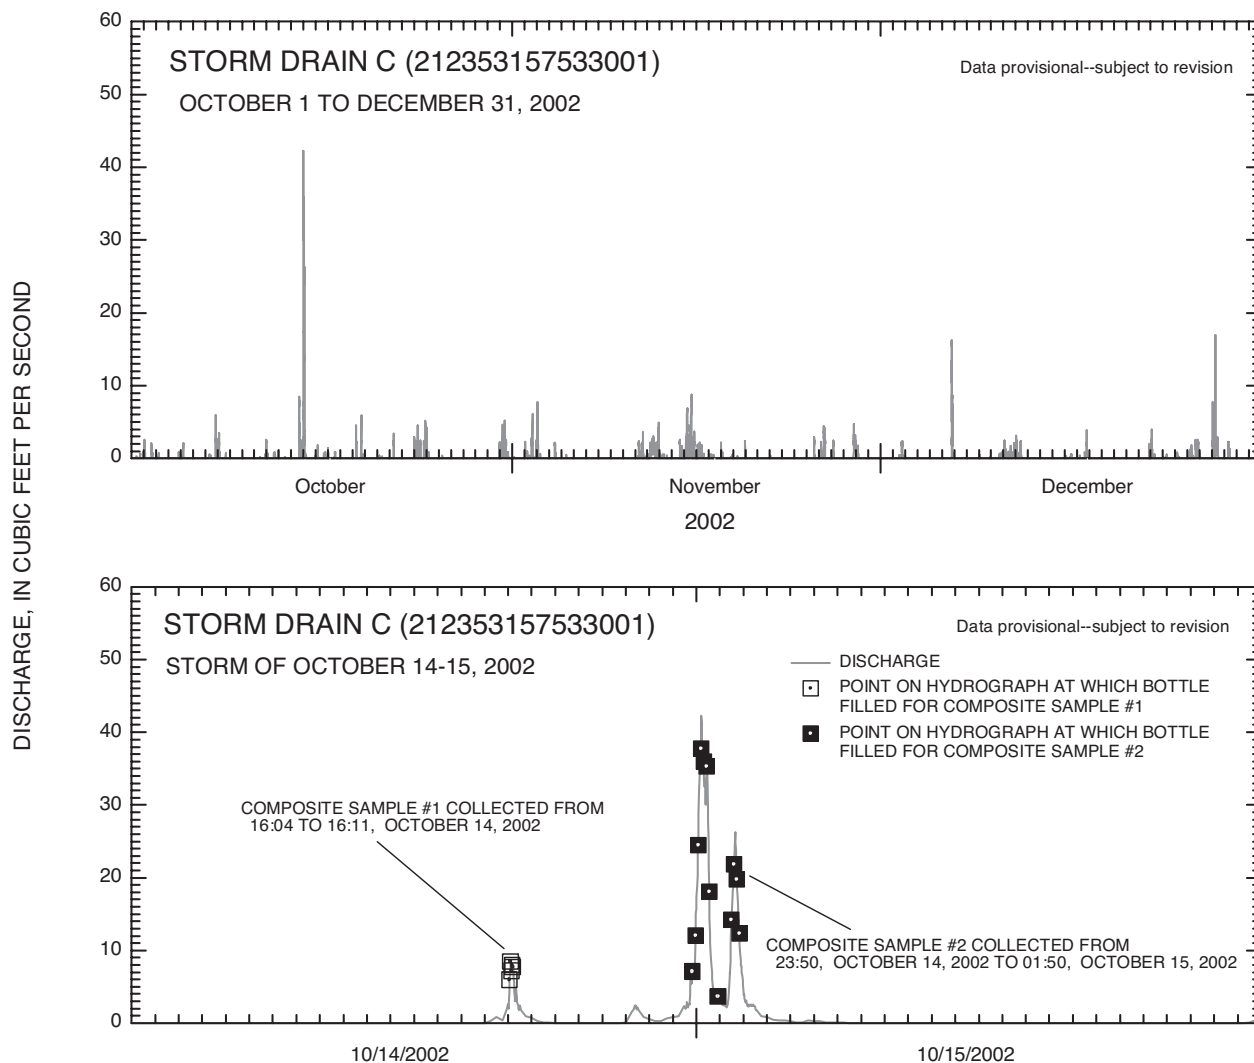 DISCHARGE, IN CUBIC FEET PER SECOND
60
50
40
30
20
10
0
STORM DRAIN C (212353157533001)
OCTOBER 1 TO DECEMBER 31, 2002
Data provisional--subject to revision
October November December
2002
60
50
40
30
20
10
0
STORM DRAIN C (212353157533001)
STORM OF OCTOBER 14-15, 2002
Data provisional--subject to revision
DISCHARGE
POINT ON HYDROGRAPH AT WHICH BOTTLE
FILLED FOR COMPOSITE SAMPLE #1
POINT ON HYDROGRAPH AT WHICH BOTTLE
FILLED FOR COMPOSITE SAMPLE #2
COMPOSITE SAMPLE #1 COLLECTED FROM
16:04 TO 16:11, OCTOBER 14, 2002
COMPOSITE SAMPLE #2 COLLECTED FROM
23:50, OCTOBER 14, 2002 TO 01:50, OCTOBER 15, 2002
10/14/2002 10/15/2002